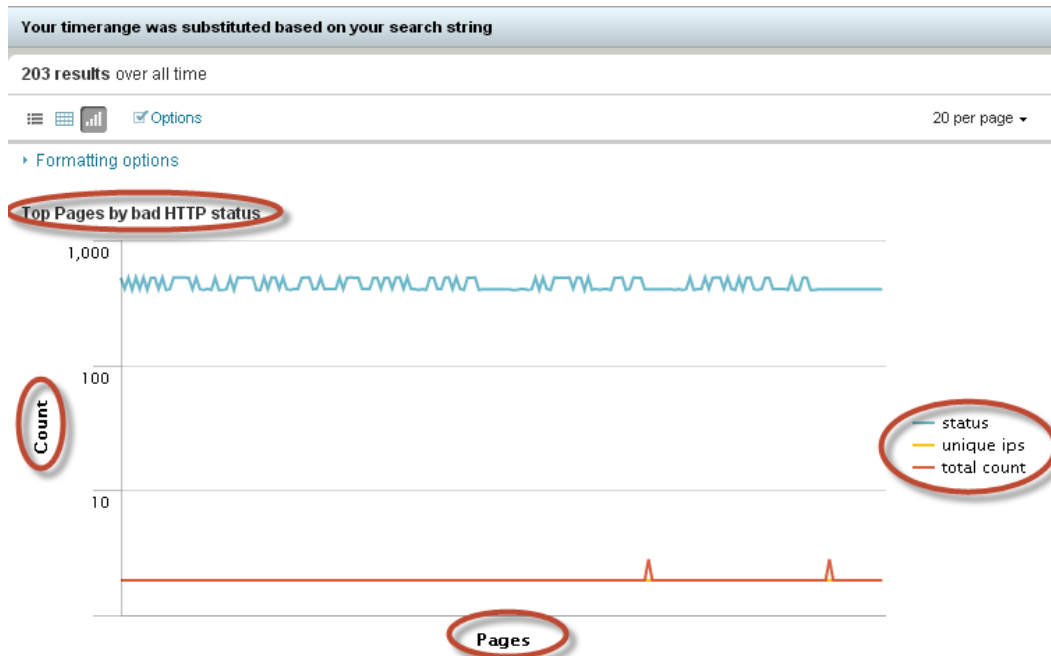 Your timerange was substituted based on your search string
203 results over all time
Options
20 per page
Formatting options
Top Pages by bad HTTP status
1,000
100
10
Count
status
unique ips
total count
Pages